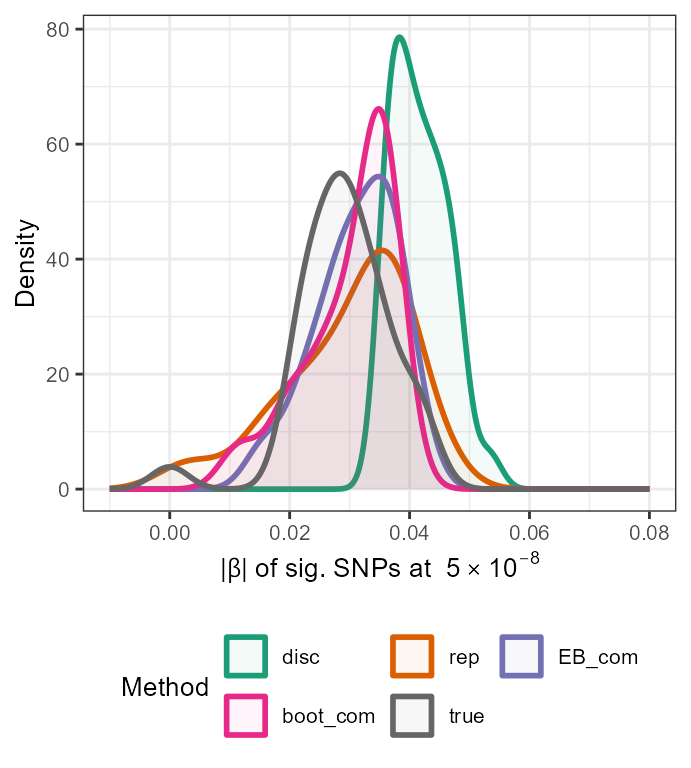 80
60
40
20
0
Density
0.00 0.02 0.04 0.06 0.08
|β| of sig. SNPs at 5 × 10⁻⁸
Method
disc rep EB_com
boot_com true